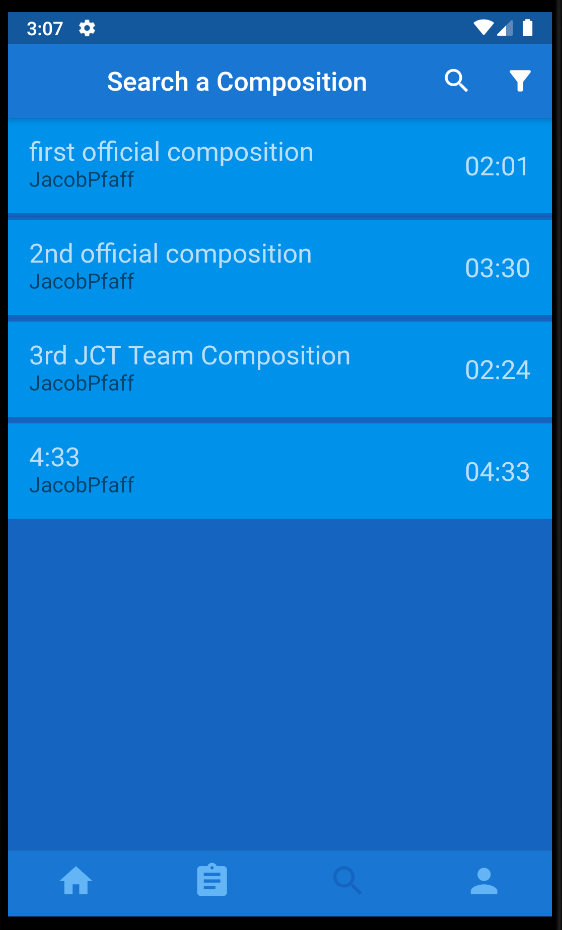 3:07
Search a Composition
first official composition
JacobPfaff
02:01
2nd official composition
JacobPfaff
03:30
3rd JCT Team Composition
JacobPfaff
02:24
4:33
JacobPfaff
04:33